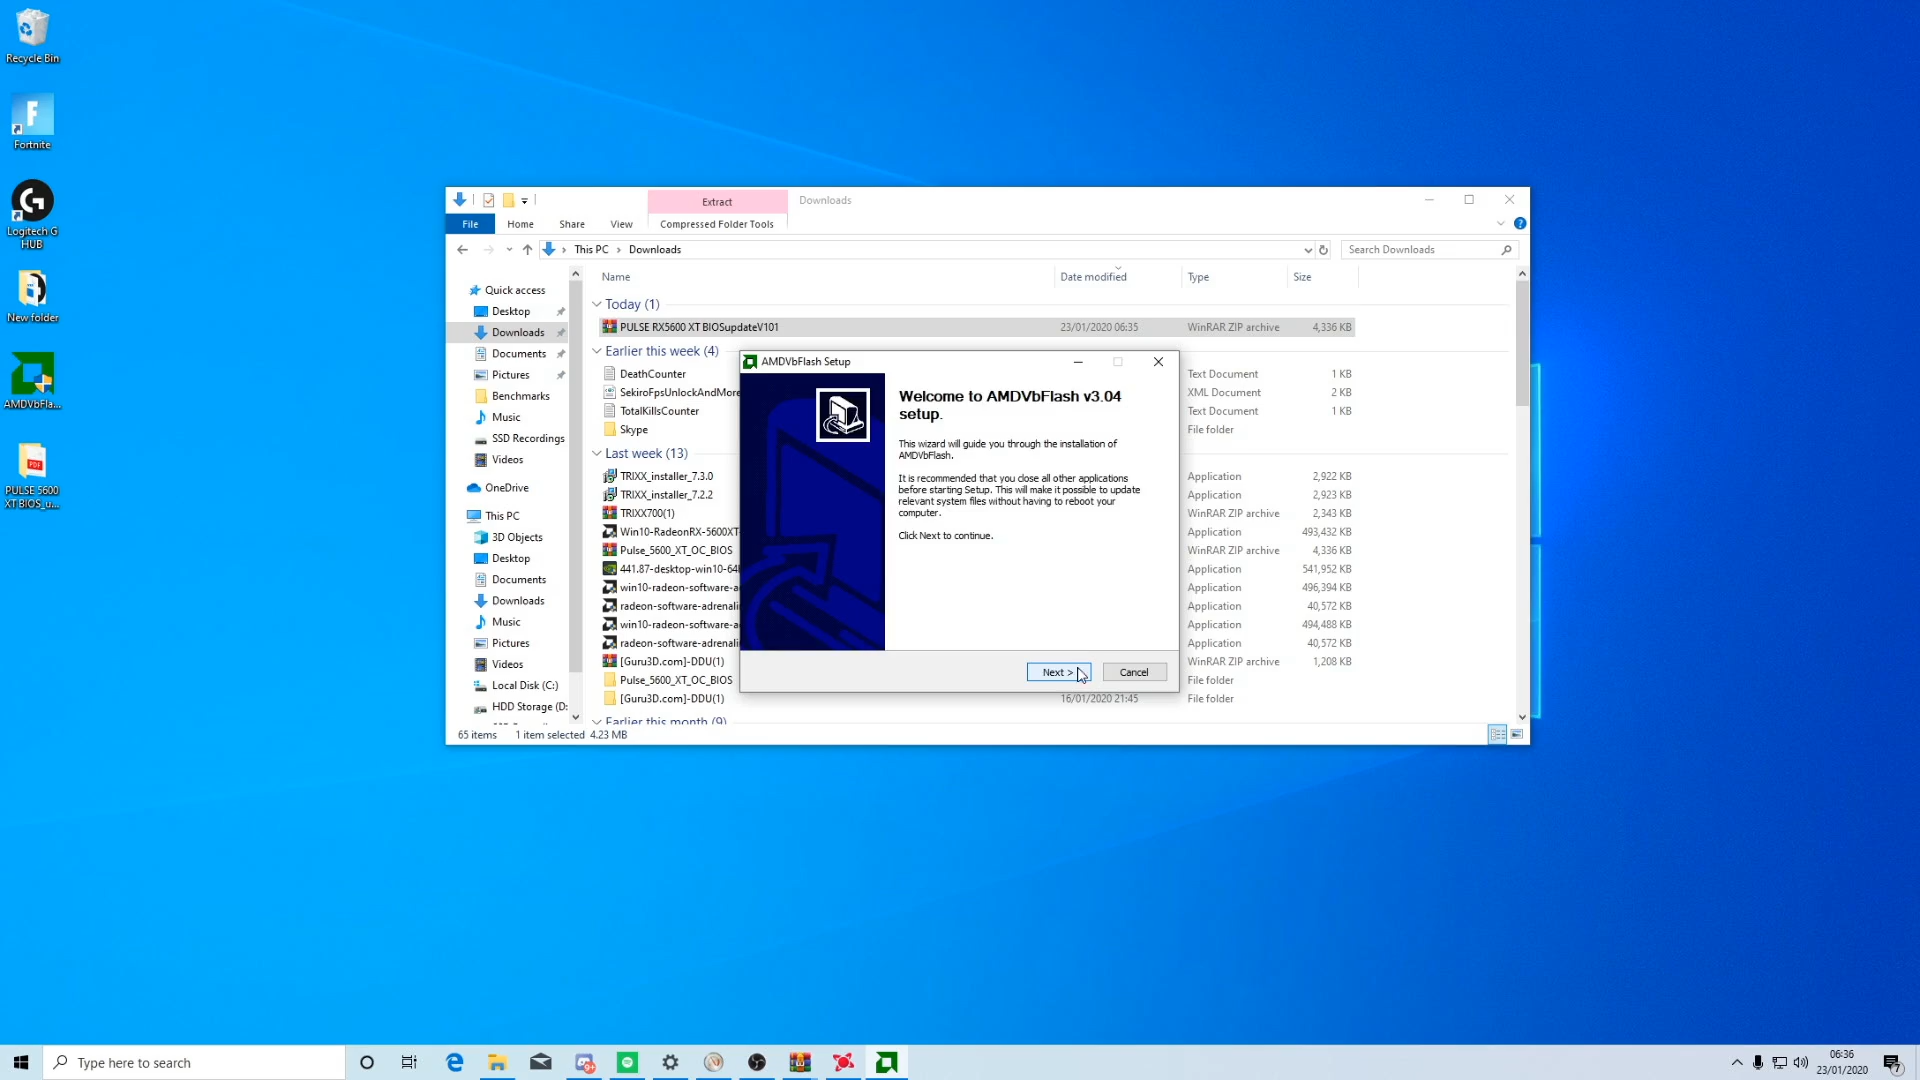 Recycle Bin
Fortnite
Logitech G
HUB
New folder
AMDVbFla...
PULSE 5600
XT BIOS_u...
Extract
Downloads
File
Home
Share
View
Compressed Folder Tools
This PC
Downloads
Search Downloads
Name
Date modified
Type
Size
Quick access
Desktop
Downloads
Documents
Pictures
Benchmarks
Music
SSD Recordings
Videos
OneDrive
This PC
3D Objects
Desktop
Documents
Downloads
Music
Pictures
Videos
Local Disk (C:)
HDD Storage (D:
Today (1)
PULSE RX5600 XT BIOSupdateV101 23/01/2020 06:35 WinRAR ZIP archive 4,336 KB
Earlier this week (4)
DeathCounter Text Document 1 KB
SekiroFpsUnlockAndMore XML Document 2 KB
TotalKillsCounter Text Document 1 KB
Skype File folder
Last week (13)
TRIXX_installer_7.3.0 Application 2,922 KB
TRIXX_installer_7.2.2 Application 2,923 KB
TRIXX700(1) WinRAR ZIP archive 2,343 KB
Win10-RadeonRX-5600XT Application 493,432 KB
Pulse_5600_XT_OC_BIOS WinRAR ZIP archive 4,336 KB
441.87-desktop-win10-64 Application 541,952 KB
win10-radeon-software-a Application 496,394 KB
radeon-software-adrenali Application 40,572 KB
win10-radeon-software-a Application 494,488 KB
radeon-software-adrenali Application 40,572 KB
[Guru3D.com]-DDU(1) WinRAR ZIP archive 1,208 KB
Pulse_5600_XT_OC_BIOS File folder
[Guru3D.com]-DDU(1) 16/01/2020 21:45 File folder
Earlier this month (9)
65 items 1 item selected 4.23 MB
AMDVbFlash Setup
Welcome to AMDVbFlash v3.04
setup.
This wizard will guide you through the installation of
AMDVbFlash.
It is recommended that you close all other applications
before starting Setup. This will make it possible to update
relevant system files without having to reboot your
computer.
Click Next to continue.
Next >
Cancel
Type here to search
06:36
23/01/2020
7